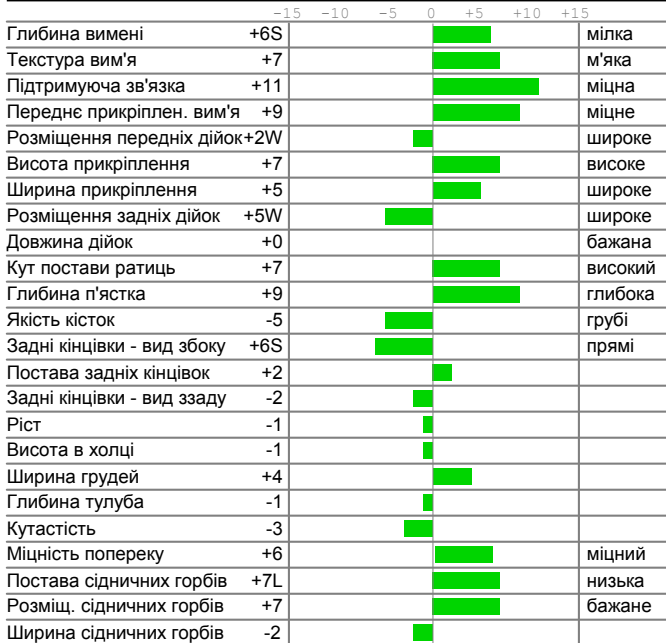 -15 -10 -5 0 +5 +10 +15
Глибина вимені +6S мілка
Текстура вим'я +7 м'яка
Підтримуюча зв'язка +11 міцна
Переднє прикріплен. вим'я +9 міцне
Розміщення передніх дійок+2W широке
Висота прикріплення +7 високе
Ширина прикріплення +5 широке
Розміщення задніх дійок +5W широке
Довжина дійок +0 бажана
Кут постави ратиць +7 високий
Глибина п'ястка +9 глибока
Якість кісток -5 грубі
Задні кінцівки - вид збоку +6S прямі
Постава задніх кінцівок +2
Задні кінцівки - вид ззаду -2
Ріст -1
Висота в холці -1
Ширина грудей +4
Глибина тулуба -1
Кутастість -3
Міцність попереку +6 міцний
Постава сідничних горбів +7L низька
Розміщ. сідничних горбів +7 бажане
Ширина сідничних горбів -2